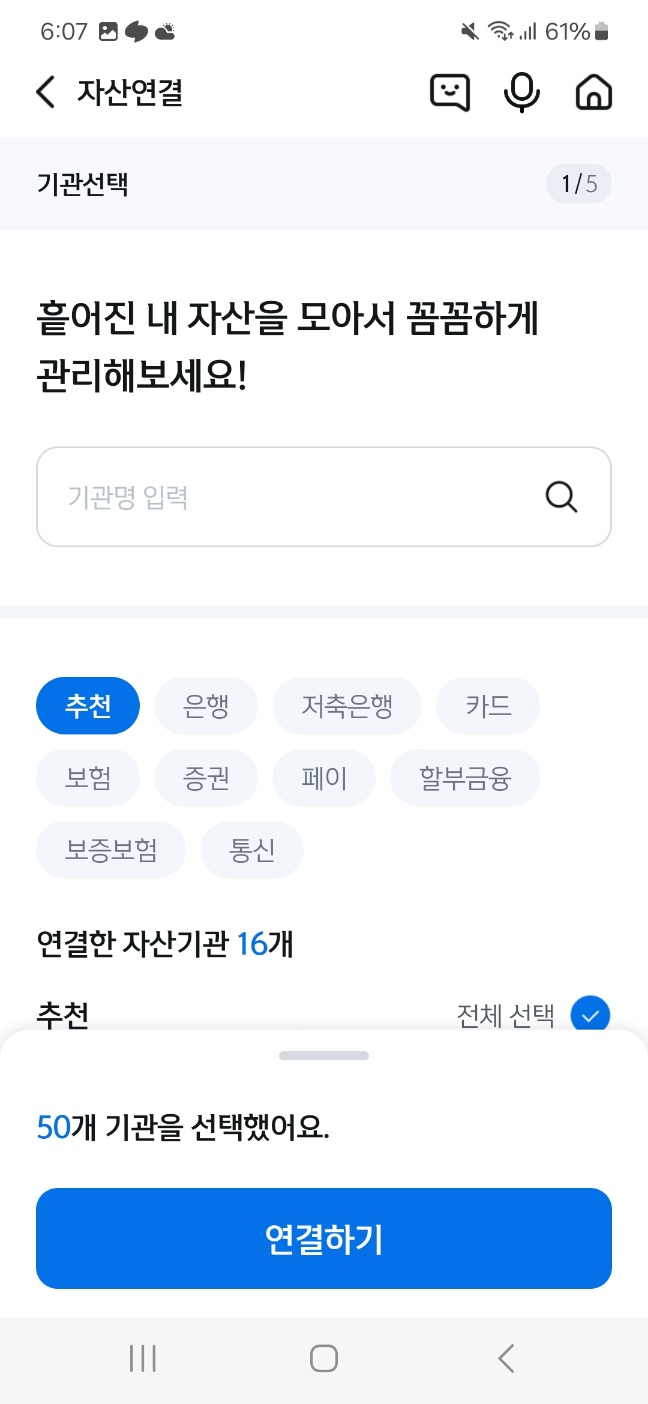 6:07 61%
자산연결
기관선택 1/5
흩어진 내 자산을 모아서 꼼꼼하게
관리해보세요!
기관명 입력
추천 은행 저축은행 카드
보험 증권 페이 할부금융
보증보험 통신
연결한 자산기관 16개
추천 전체 선택
50개 기관을 선택했어요.
연결하기